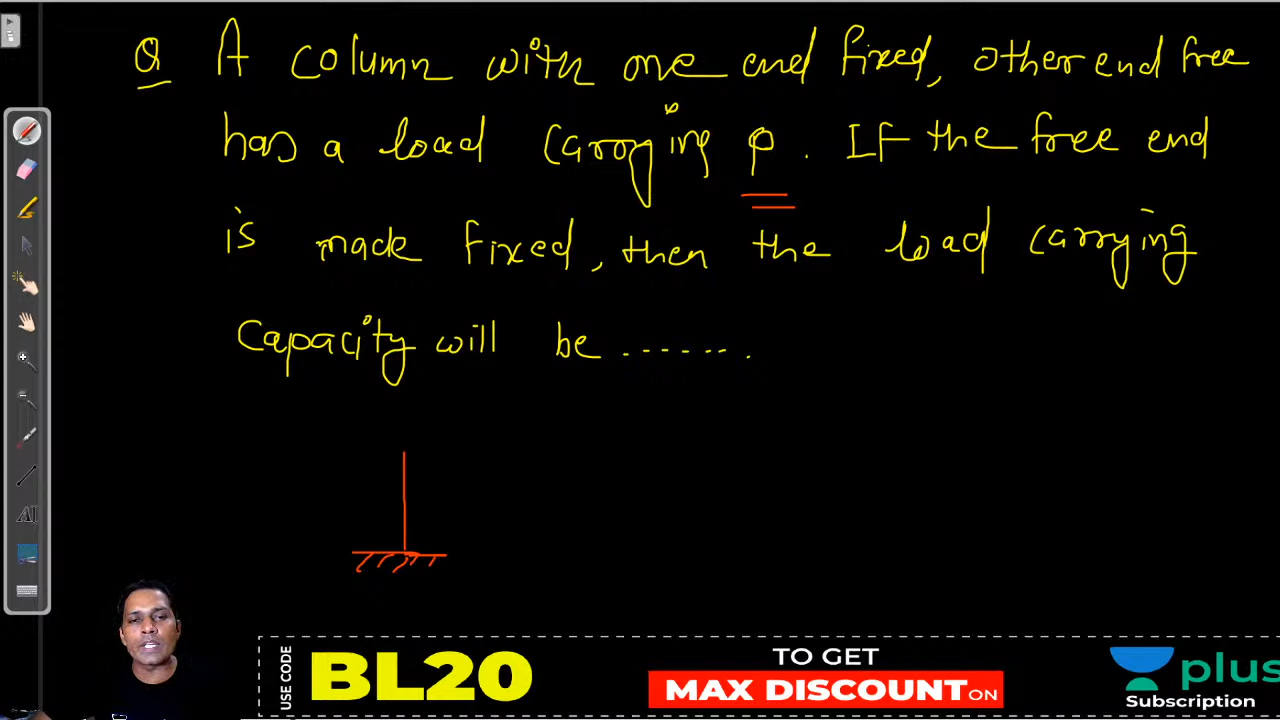 Q A column with one end fixed, other end free
has a load carrying P. IF the free end
is made fixed, then the load carrying
capacity will be .......
AI
USE CODE
BL20
TO GET
MAX DISCOUNT ON
plus
Subscription